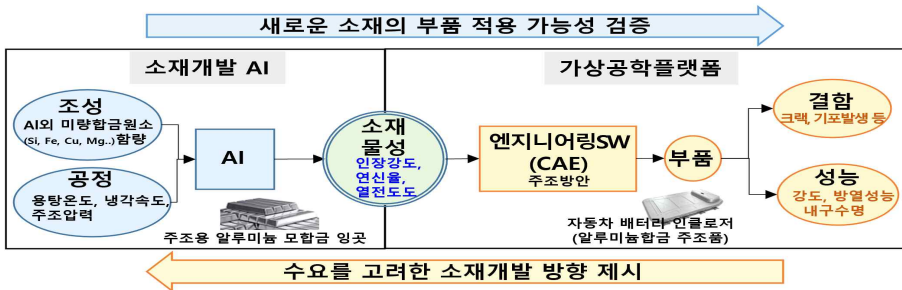 새로운 소재의 부품 적용 가능성 검증
소재개발 AI
가상공학플랫폼
조성
AI외 미량합금원소
(Si, Fe, Cu, Mg..)함량
공정
용탕온도, 냉각속도,
주조압력
AI
주조용 알루미늄 모합금 잉곳
소재
물성
인장강도,
연신율,
열전도도
엔지니어링SW
(CAE)
주조방안
부품
자동차 배터리 인클로저
(알루미늄합금 주조품)
결함
크랙, 기포발생 등
성능
강도, 방열성능
내구수명
수요를 고려한 소재개발 방향 제시